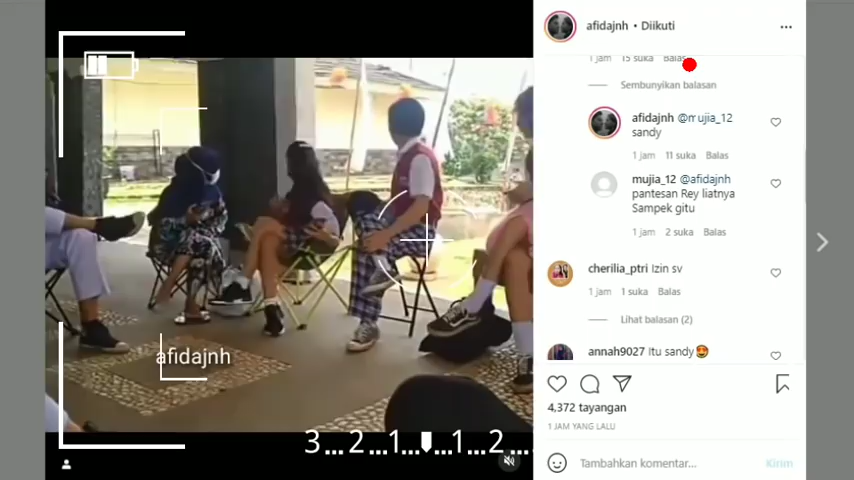 afidajnh
3...2...1... ...1...2...
afidajnh • Diikuti
1 jam 15 suka Balas
Sembunyikan balasan
afidajnh @mujia_12
sandy
1 jam 11 suka Balas
mujia_12 @afidajnh
pantesan Rey liatnya
Sampek gitu
1 jam 2 suka Balas
cherilia_ptri Izin sv
1 jam 1 suka Balas
Lihat balasan (2)
annah9027 Itu sandy😍
4,372 tayangan
1 JAM YANG LALU
Tambahkan komentar...
Kirim